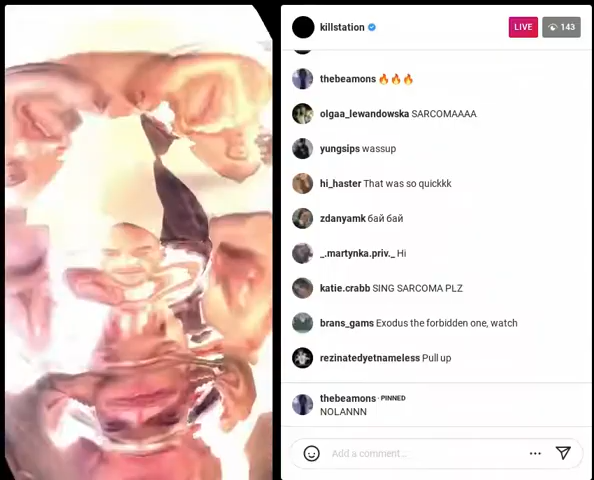 killstation LIVE 143
thebeamons 🔥🔥🔥
olgaa_lewandowska SARCOMAAAA
yungsips wassup
hi_haster That was so quickkk
zdanyamk бай бай
_.martynka.priv._ Hi
katie.crabb SING SARCOMA PLZ
brans_gams Exodus the forbidden one, watch
rezinatedyetnameless Pull up
thebeamons · PINNED
NOLANNN
Add a comment...